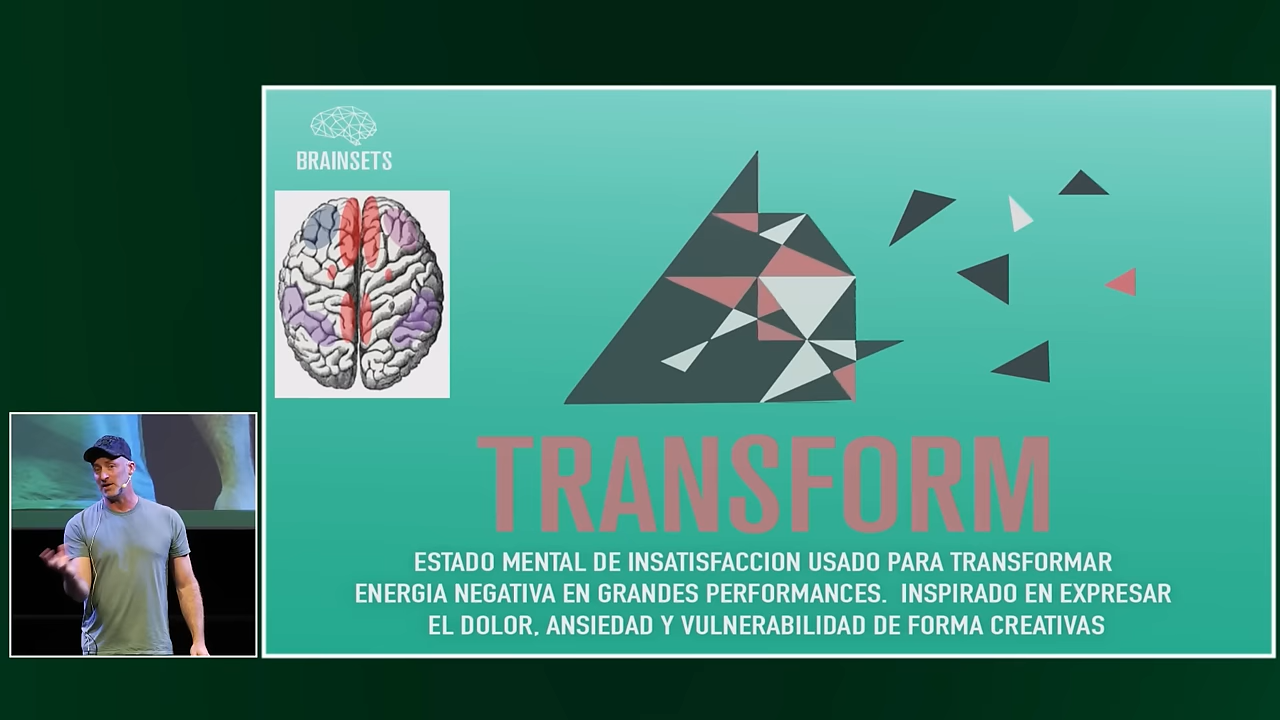 BRAINSETS
TRANSFORM
ESTADO MENTAL DE INSATISFACCION USADO PARA TRANSFORMAR
ENERGIA NEGATIVA EN GRANDES PERFORMANCES. INSPIRADO EN EXPRESAR
EL DOLOR, ANSIEDAD Y VULNERABILIDAD DE FORMA CREATIVAS